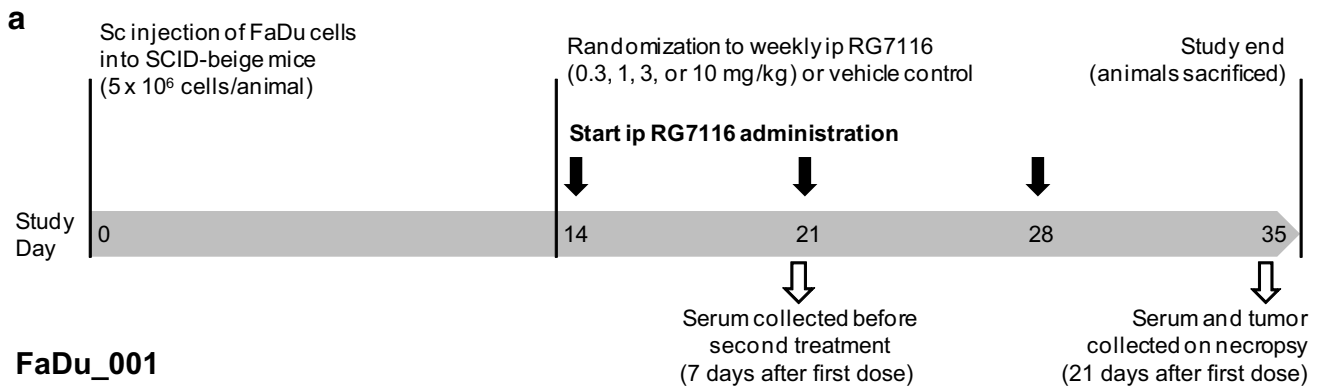 a
Sc injection of FaDu cells
into SCID-beige mice
(5 x 10⁶ cells/animal)
Randomization to weekly ip RG7116
(0.3, 1, 3, or 10 mg/kg) or vehicle control
Study end
(animals sacrificed)
Start ip RG7116 administration
Study
Day
0
14
21
28
35
Serum collected before
second treatment
(7 days after first dose)
Serum and tumor
collected on necropsy
(21 days after first dose)
FaDu_001